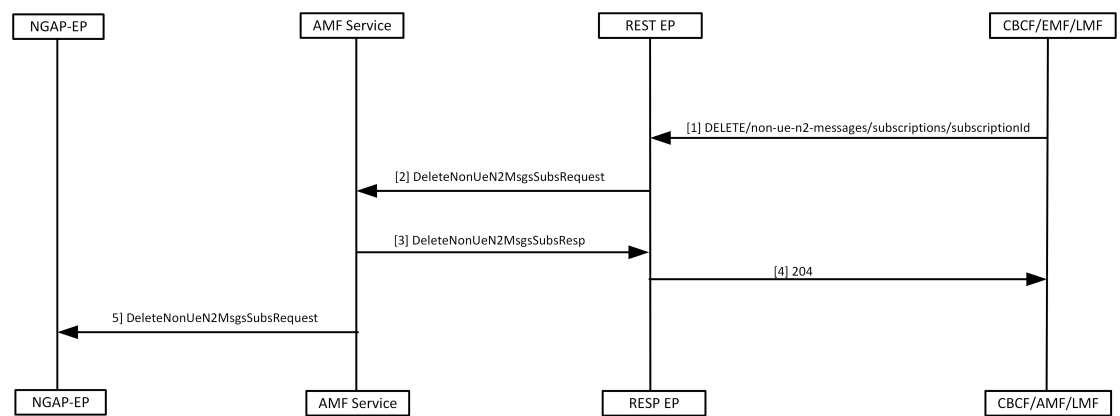 NGAP-EP
AMF Service
REST EP
CBCF/EMF/LMF
[1] DELETE/non-ue-n2-messages/subscriptions/subscriptionId
[2] DeleteNonUeN2MsgsSubsRequest
[3] DeleteNonUeN2MsgsSubsResp
[4] 204
5] DeleteNonUeN2MsgsSubsRequest
NGAP-EP
AMF Service
RESP EP
CBCF/AMF/LMF